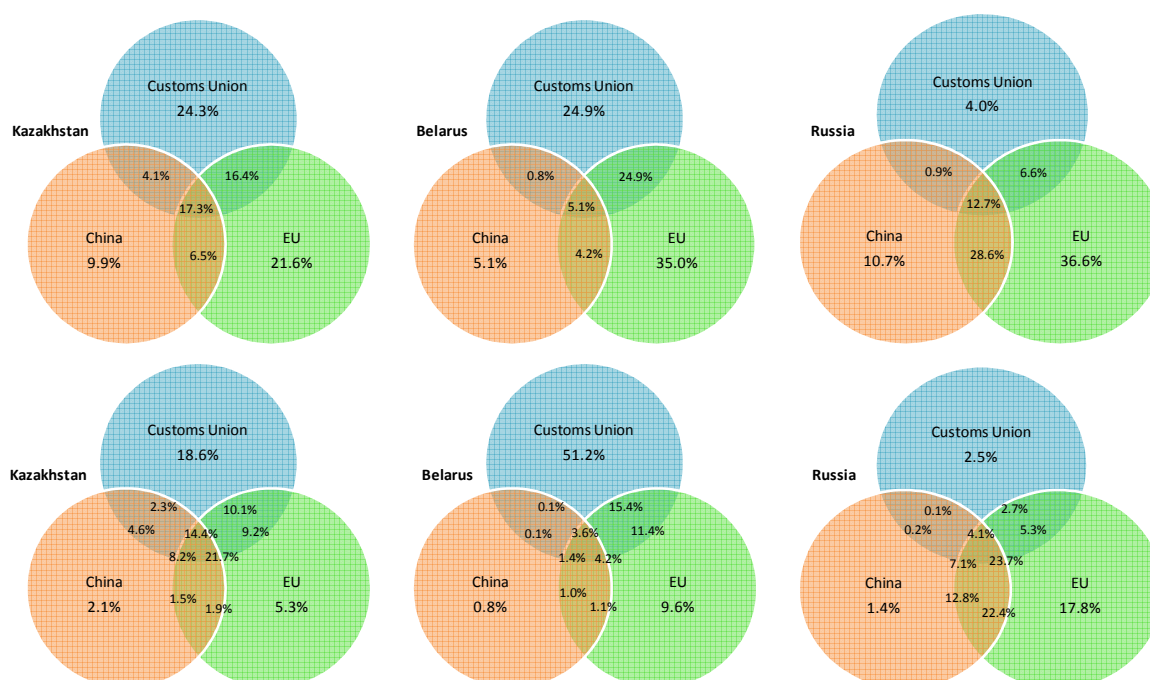 Customs Union
24.3%
Kazakhstan
4.1%
16.4%
17.3%
China
9.9%
6.5%
EU
21.6%
Customs Union
24.9%
Belarus
0.8%
24.9%
5.1%
China
5.1%
4.2%
EU
35.0%
Customs Union
4.0%
Russia
0.9%
6.6%
12.7%
China
10.7%
28.6%
EU
36.6%
Customs Union
18.6%
Kazakhstan
2.3%
10.1%
4.6%
14.4%
9.2%
8.2%
21.7%
China
2.1%
1.5%
1.9%
EU
5.3%
Customs Union
51.2%
Belarus
0.1%
15.4%
0.1%
3.6%
11.4%
1.4%
4.2%
China
0.8%
1.0%
1.1%
EU
9.6%
Customs Union
2.5%
Russia
0.1%
2.7%
0.2%
4.1%
5.3%
7.1%
23.7%
China
1.4%
12.8%
22.4%
EU
17.8%